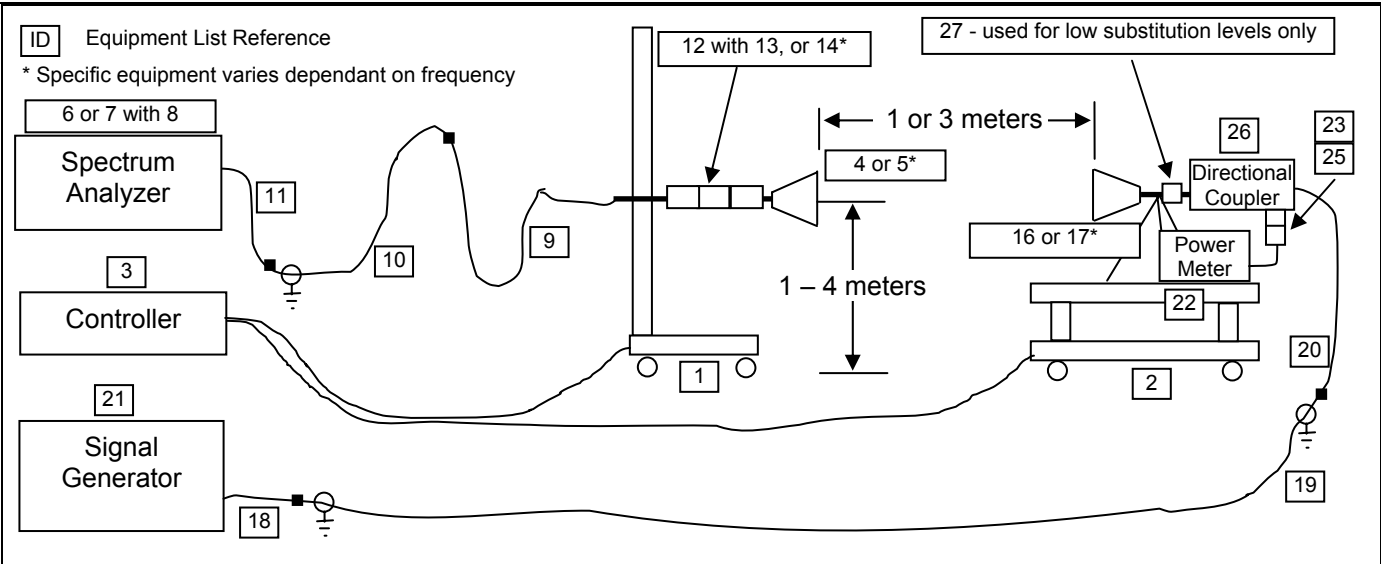 ID Equipment List Reference
* Specific equipment varies dependant on frequency
12 with 13, or 14*
27 - used for low substitution levels only
6 or 7 with 8
Spectrum
Analyzer
11
10
9
4 or 5*
1 or 3 meters
26
23
25
Directional
Coupler
16 or 17*
Power
Meter
22
3
Controller
1 – 4 meters
1
2
20
21
Signal
Generator
18
19